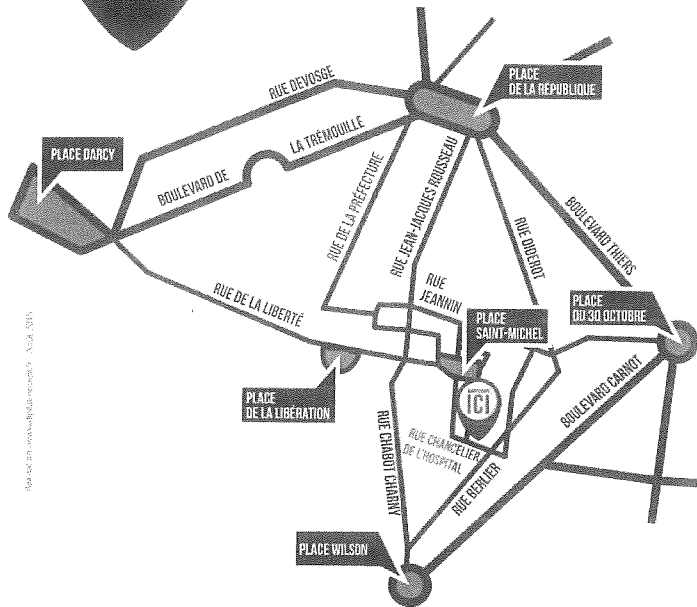 PLACE
DE LA RÉPUBLIQUE
RUE DEVOSGE
LA TRÉMOUILLE
BOULEVARD DE
PLACE DARCY
RUE DE LA PRÉFECTURE
RUE JEAN-JACQUES ROUSSEAU
RUE DIDEROT
BOULEVARD THIERS
RUE
JEANNIN
RUE DE LA LIBERTÉ
PLACE
SAINT-MICHEL
PLACE
DU 30 OCTOBRE
PLACE
DE LA LIBÉRATION
ICI
BOULEVARD CARNOT
RUE CHABOT CHARNY
RUE CHANCELIER
DE L'HOSPITAL
RUE BERLIER
PLACE WILSON